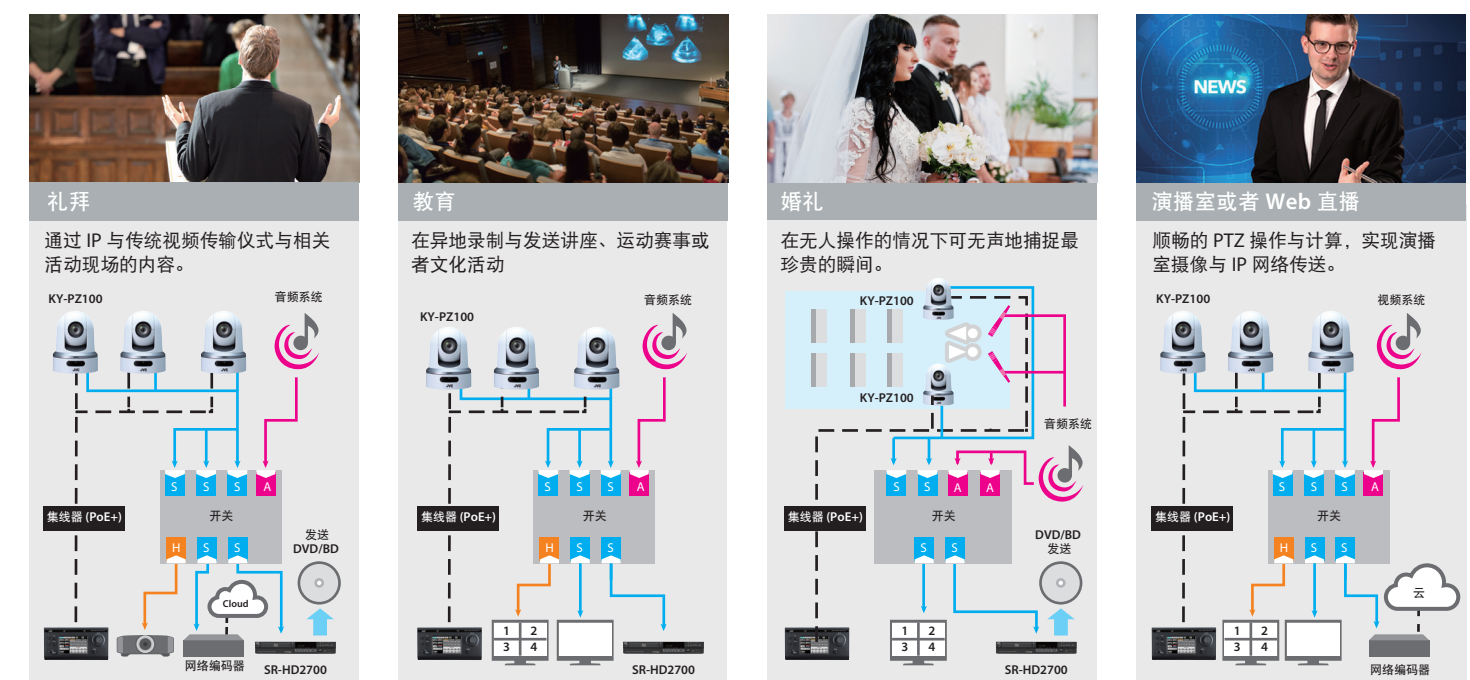 礼拜
通过 IP 与传统视频传输仪式与相关
活动现场的内容。
KY-PZ100
音频系统
JVC
S
S
S
A
集线器 (PoE+)
开关
H
S
S
发送
DVD/BD
Cloud
网络编码器
SR-HD2700
教育
在异地录制与发送讲座、运动赛事或
者文化活动
KY-PZ100
音频系统
JVC
S
S
S
A
集线器 (PoE+)
开关
H
S
S
1 2
3 4
SR-HD2700
婚礼
在无人操作的情况下可无声地捕捉最
珍贵的瞬间。
KY-PZ100
KY-PZ100
音频系统
S
S
A
A
集线器 (PoE+)
开关
S
S
DVD/BD
发送
1 2
3 4
SR-HD2700
NEWS
演播室或者 Web 直播
顺畅的 PTZ 操作与计算，实现演播
室摄像与 IP 网络传送。
KY-PZ100
视频系统
JVC
S
S
S
A
集线器 (PoE+)
开关
H
S
S
云
1 2
3 4
网络编码器